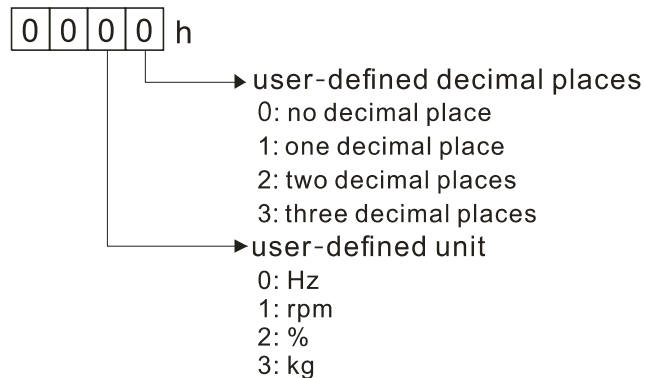 0 0 0 0 h
user-defined decimal places
0: no decimal place
1: one decimal place
2: two decimal places
3: three decimal places
user-defined unit
0: Hz
1: rpm
2: %
3: kg